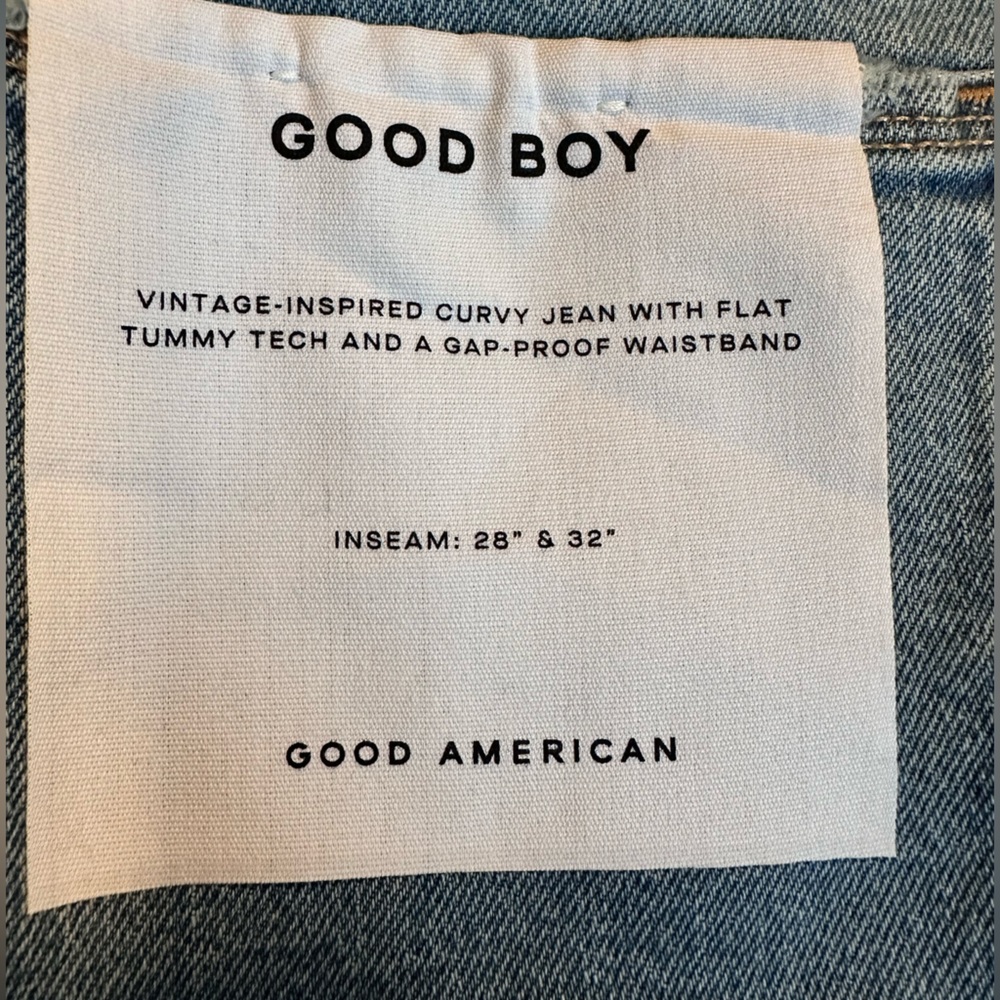 GOOD BOY
VINTAGE-INSPIRED CURVY JEAN WITH FLAT
TUMMY TECH AND A GAP-PROOF WAISTBAND
INSEAM: 28" & 32"
GOOD AMERICAN